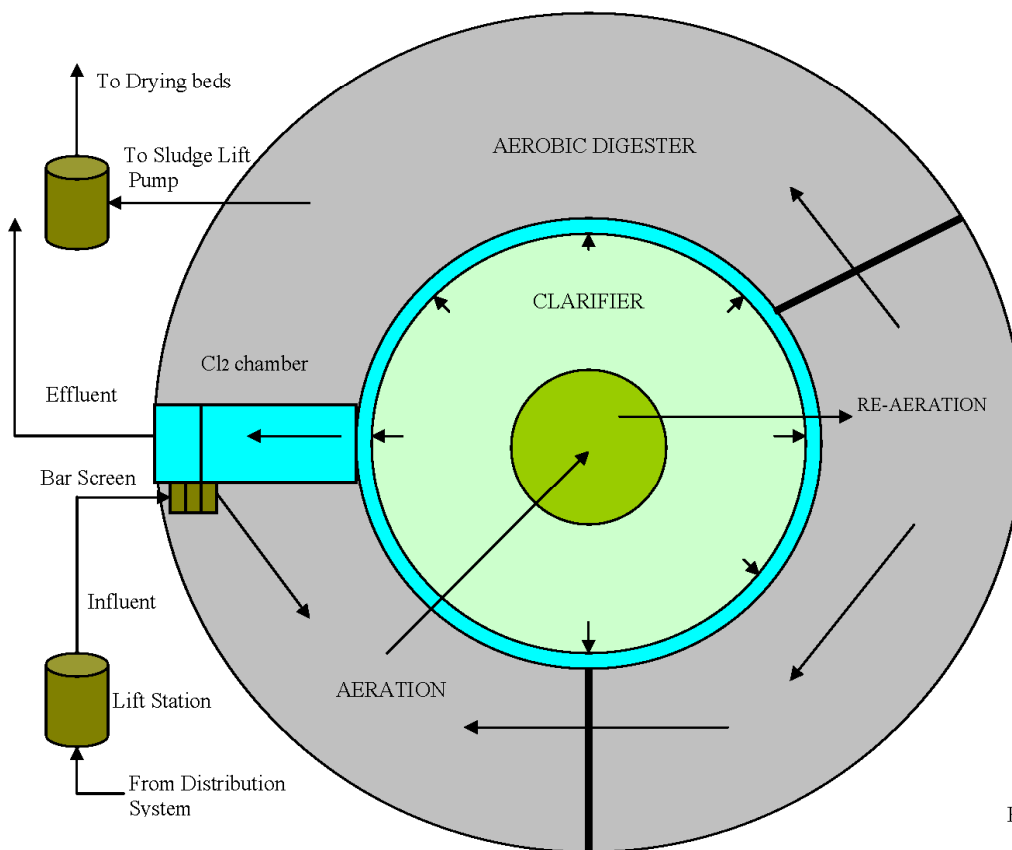 To Drying beds
To Sludge Lift
Pump
AEROBIC DIGESTER
CLARIFIER
Cl2 chamber
Effluent
RE-AERATION
Bar Screen
Influent
AERATION
Lift Station
From Distribution
System